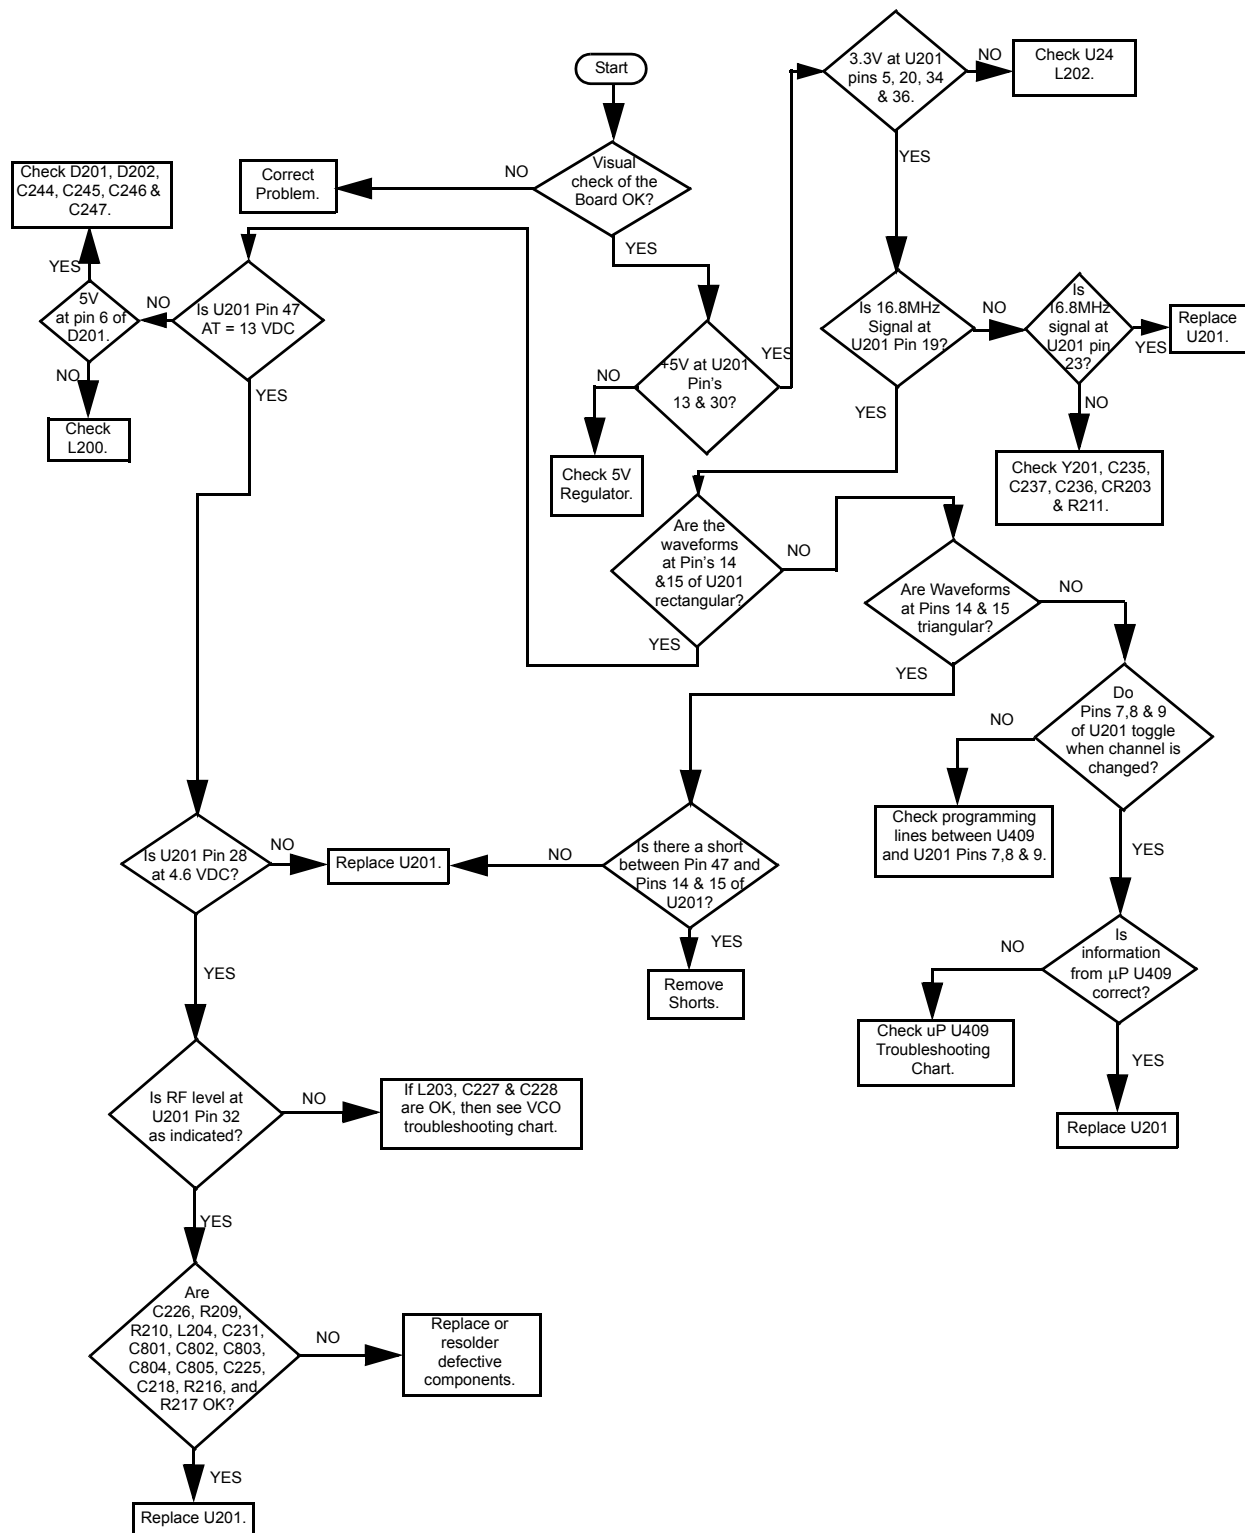 Start
3.3V at U201
pins 5, 20, 34
& 36.
NO
Check U24
L202.
YES
Visual
check of the
Board OK?
NO
Correct
Problem.
YES
Check D201, D202,
C244, C245, C246 &
C247.
YES
5V
at pin 6 of
D201.
NO
Is U201 Pin 47
AT = 13 VDC
NO
Check
L200.
YES
+5V at U201
Pin's
13 & 30?
YES
NO
Check 5V
Regulator.
Is 16.8MHz
Signal at
U201 Pin 19?
NO
Is
16.8MHz
signal at
U201 pin
23?
YES
Replace
U201.
NO
Check Y201, C235,
C237, C236, CR203
& R211.
YES
Are the
waveforms
at Pin's 14
&15 of U201
rectangular?
NO
YES
Are Waveforms
at Pins 14 & 15
triangular?
NO
YES
Do
Pins 7,8 & 9
of U201 toggle
when channel is
changed?
NO
Check programming
lines between U409
and U201 Pins 7,8 & 9.
YES
Is U201 Pin 28
at 4.6 VDC?
NO
Replace U201.
NO
Is there a short
between Pin 47 and
Pins 14 & 15 of
U201?
YES
Remove
Shorts.
Is
information
from μP U409
correct?
NO
Check uP U409
Troubleshooting
Chart.
YES
Replace U201
YES
Is RF level at
U201 Pin 32
as indicated?
NO
If L203, C227 & C228
are OK, then see VCO
troubleshooting chart.
YES
Are
C226, R209,
R210, L204, C231,
C801, C802, C803,
C804, C805, C225,
C218, R216, and
R217 OK?
NO
Replace or
resolder
defective
components.
YES
Replace U201.